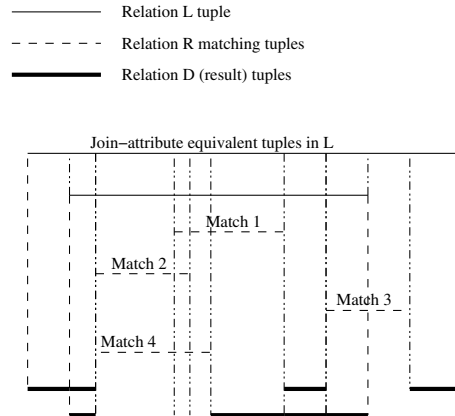 Relation L tuple
Relation R matching tuples
Relation D (result) tuples
Join−attribute equivalent tuples in L
Match 1
Match 2
Match 3
Match 4